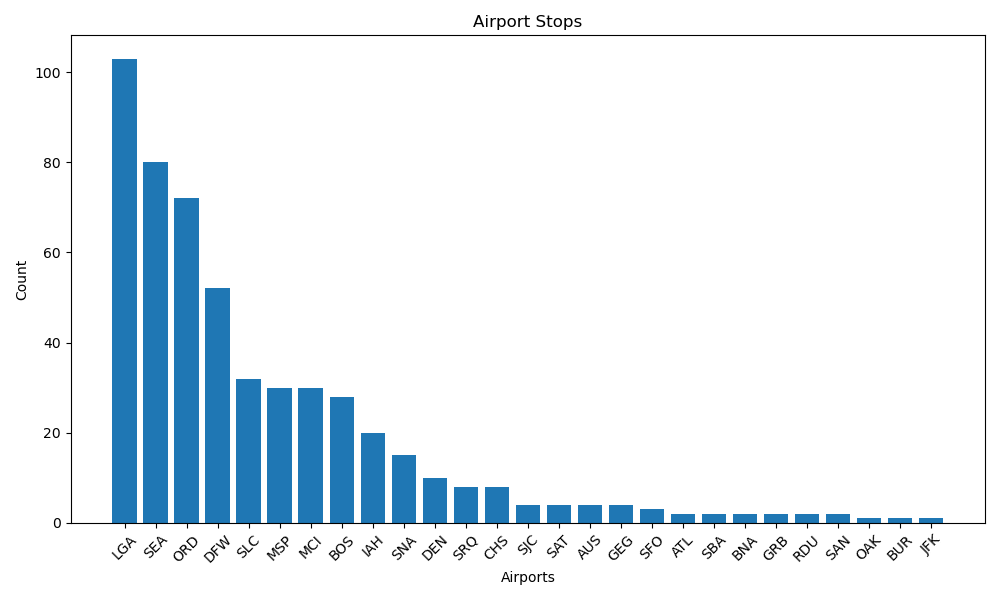 Airport Stops
Count
100
80
60
40
20
0
LGA SEA ORD DFW SLC MSP MCI BOS IAH SNA DEN SRQ CHS SJC SAT AUS GEG SFO ATL SBA BNA GRB RDU SAN OAK BUR JFK
Airports